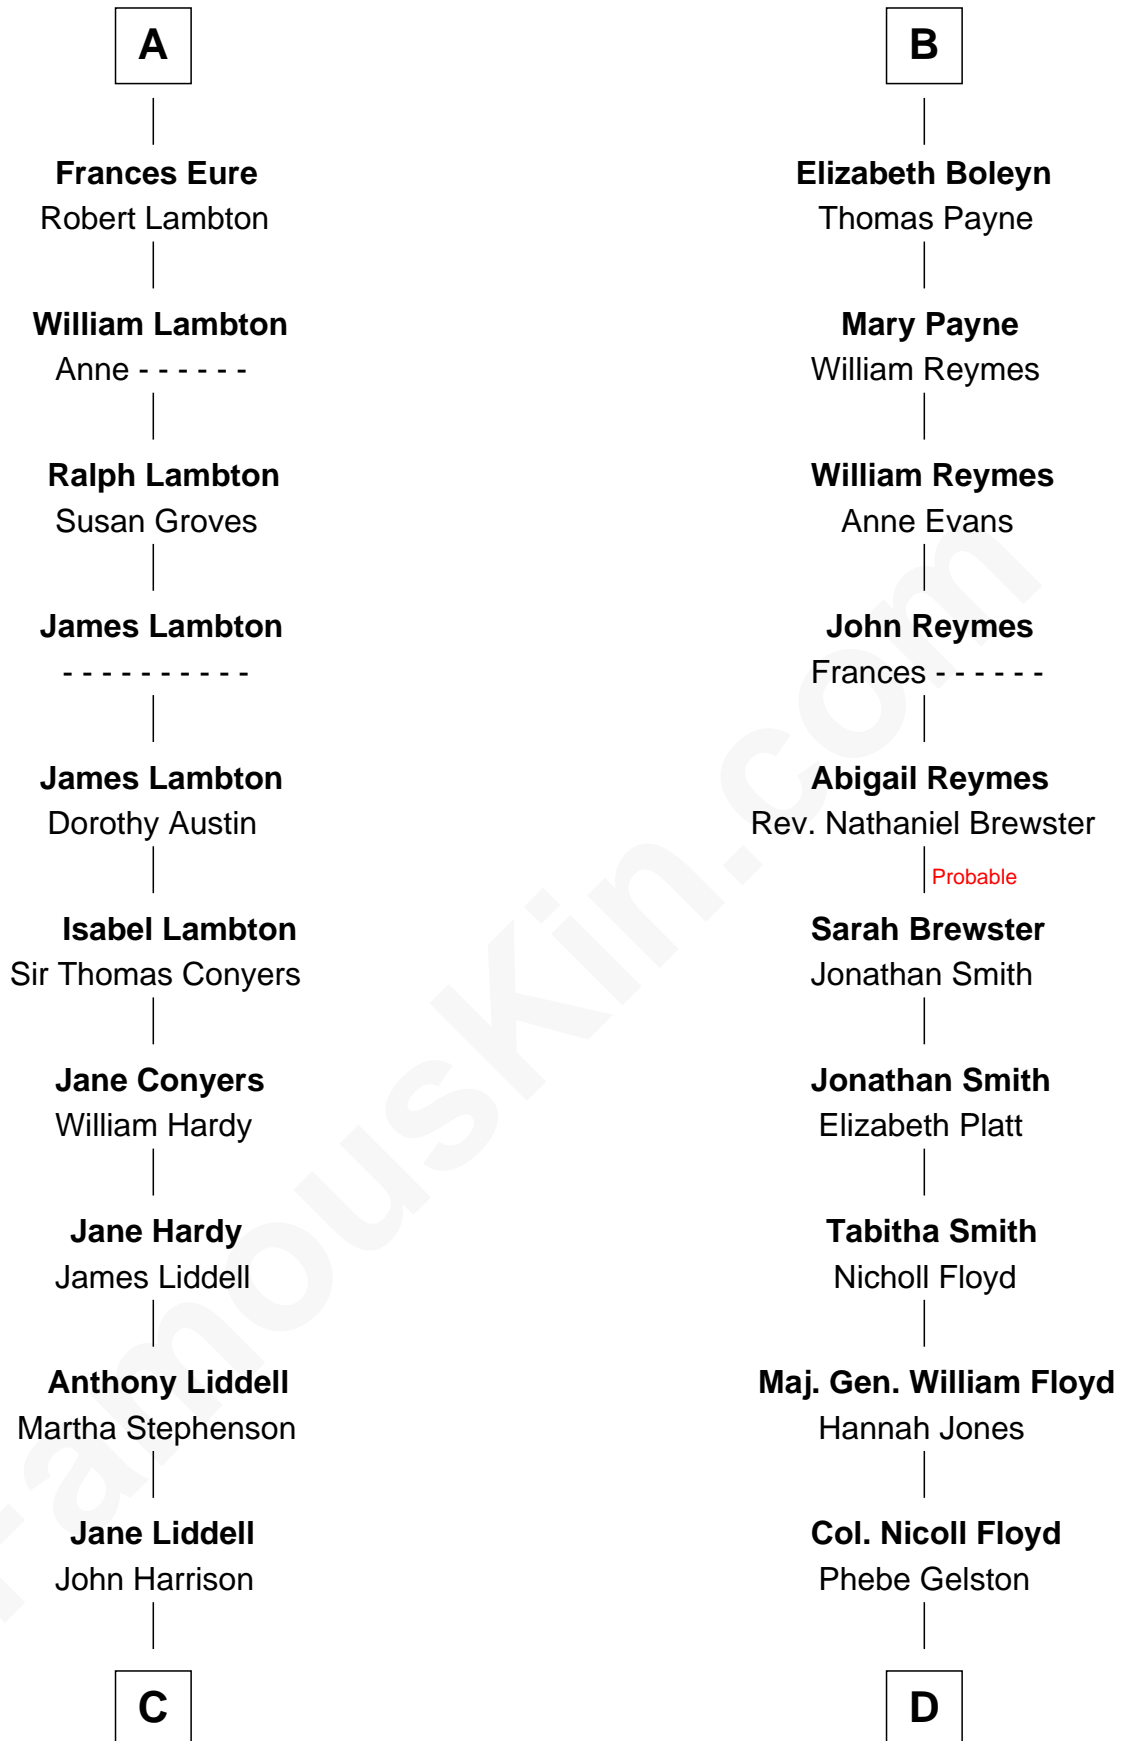 A
Frances Eure
Robert Lambton
William Lambton
Anne - - - - - -
Ralph Lambton
Susan Groves
James Lambton
- - - - - - - - - -
James Lambton
Dorothy Austin
Isabel Lambton
Sir Thomas Conyers
Jane Conyers
William Hardy
Jane Hardy
James Liddell
Anthony Liddell
Martha Stephenson
Jane Liddell
John Harrison
C
B
Elizabeth Boleyn
Thomas Payne
Mary Payne
William Reymes
William Reymes
Anne Evans
John Reymes
Frances - - - - - -
Abigail Reymes
Rev. Nathaniel Brewster
Probable
Sarah Brewster
Jonathan Smith
Jonathan Smith
Elizabeth Platt
Tabitha Smith
Nicholl Floyd
Maj. Gen. William Floyd
Hannah Jones
Col. Nicoll Floyd
Phebe Gelston
D
FamousKin.com